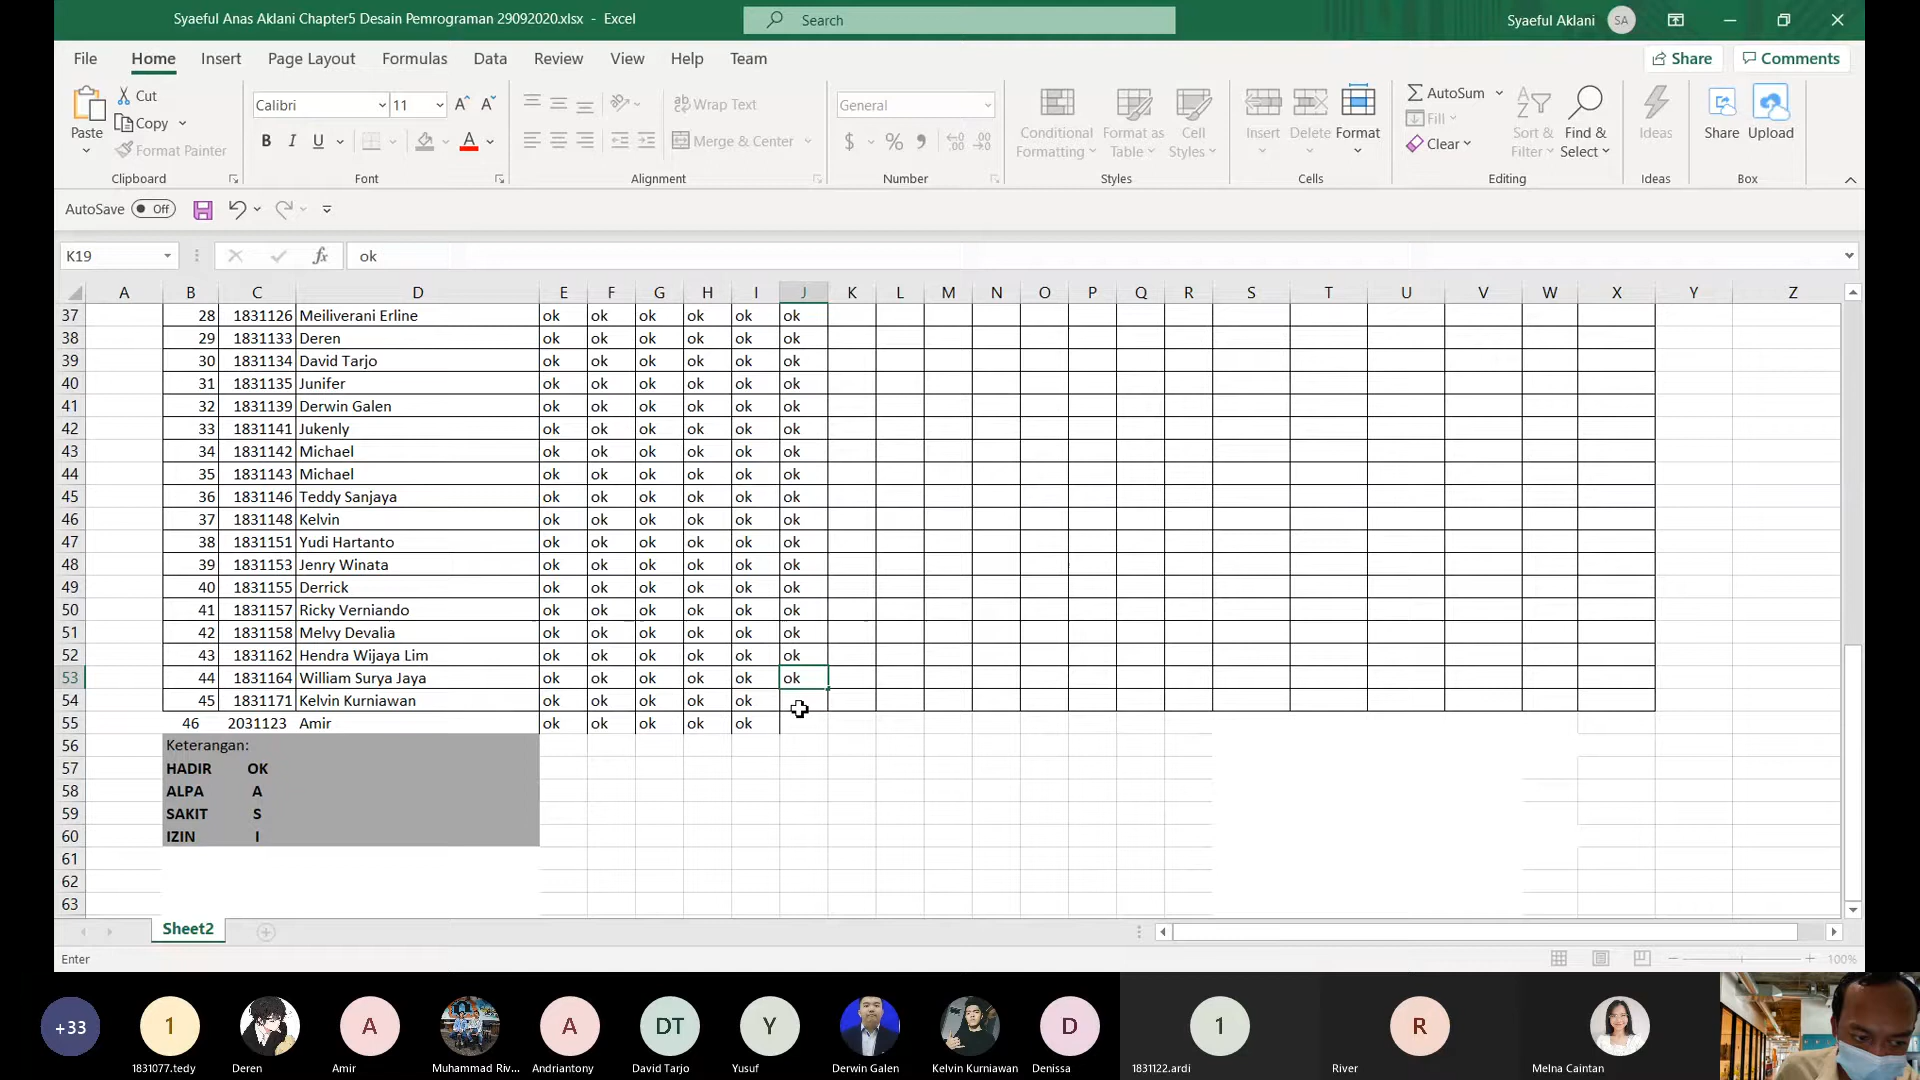 Syaeful Anas Aklani Chapter5 Desain Pemrograman 29092020.xlsx - Excel
Search
Syaeful Aklani SA
File Home Insert Page Layout Formulas Data Review View Help Team
Share Comments
Paste
Cut
Copy
Format Painter
Clipboard
Calibri 11
Font
Wrap Text
Merge & Center
Alignment
General
Number
Conditional Formatting
Format as Table
Cell Styles
Styles
Insert Delete Format
Cells
AutoSum
Fill
Clear
Sort & Filter
Find & Select
Editing
Ideas
Ideas
Share Upload
Box
AutoSave Off
K19 fx ok
A B C D E F G H I J K L M N O P Q R S T U V W X Y Z
37 28 1831126 Meiliverani Erline ok ok ok ok ok ok
38 29 1831133 Deren ok ok ok ok ok ok
39 30 1831134 David Tarjo ok ok ok ok ok ok
40 31 1831135 Junifer ok ok ok ok ok ok
41 32 1831139 Derwin Galen ok ok ok ok ok ok
42 33 1831141 Jukenly ok ok ok ok ok ok
43 34 1831142 Michael ok ok ok ok ok ok
44 35 1831143 Michael ok ok ok ok ok ok
45 36 1831146 Teddy Sanjaya ok ok ok ok ok ok
46 37 1831148 Kelvin ok ok ok ok ok ok
47 38 1831151 Yudi Hartanto ok ok ok ok ok ok
48 39 1831153 Jenry Winata ok ok ok ok ok ok
49 40 1831155 Derrick ok ok ok ok ok ok
50 41 1831157 Ricky Verniando ok ok ok ok ok ok
51 42 1831158 Melvy Devalia ok ok ok ok ok ok
52 43 1831162 Hendra Wijaya Lim ok ok ok ok ok ok
53 44 1831164 William Surya Jaya ok ok ok ok ok ok
54 45 1831171 Kelvin Kurniawan ok ok ok ok ok
55 46 2031123 Amir ok ok ok ok ok
56 Keterangan:
57 HADIR OK
58 ALPA A
59 SAKIT S
60 IZIN I
61
62
63
Sheet2
Enter
100%
+33 1 A A DT Y D 1 R
1831077.tedy Deren Amir Muhammad Riv... Andriantony David Tarjo Yusuf Derwin Galen Kelvin Kurniawan Denissa 1831122.ardi River Melna Caintan